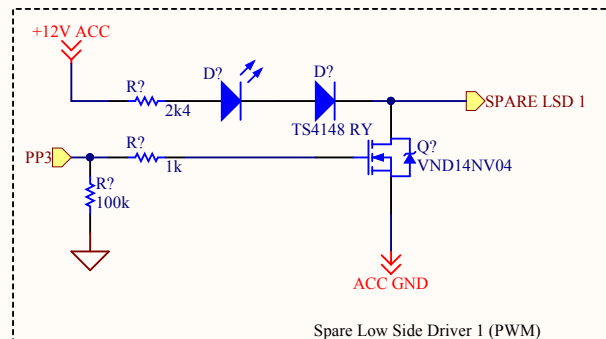 +12V ACC
R?
2k4
D?
D?
TS4148 RY
SPARE LSD 1
PP3
R?
1k
Q?
VND14NV04
R?
100k
ACC GND
Spare Low Side Driver 1 (PWM)